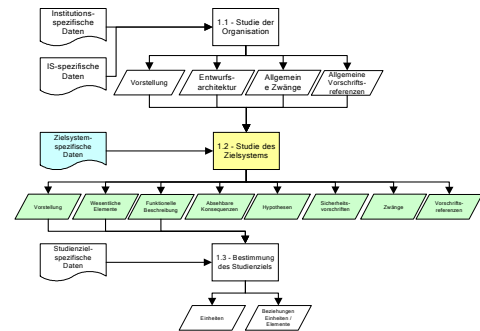 Institutions-
spezifische
Daten
1.1 - Studie der
Organisation
IS-spezifische
Daten
Vorstellung
Entwurfs-
architektur
Allgemein
e Zwänge
Allgemeine
Vorschrifts-
referenzen
Zielsystem-
spezifische
Daten
1.2 - Studie des
Zielsystems
Vorstellung
Wesentliche
Elemente
Funktionelle
Beschreibung
Absehbare
Konsequenzen
Hypothesen
Sicherheits-
vorschriften
Zwänge
Vorschrifts-
referenzen
Studienziel-
spezifische
Daten
1.3 - Bestimmung
des Studienziels
Einheiten
Beziehungen
Einheiten /
Elemente